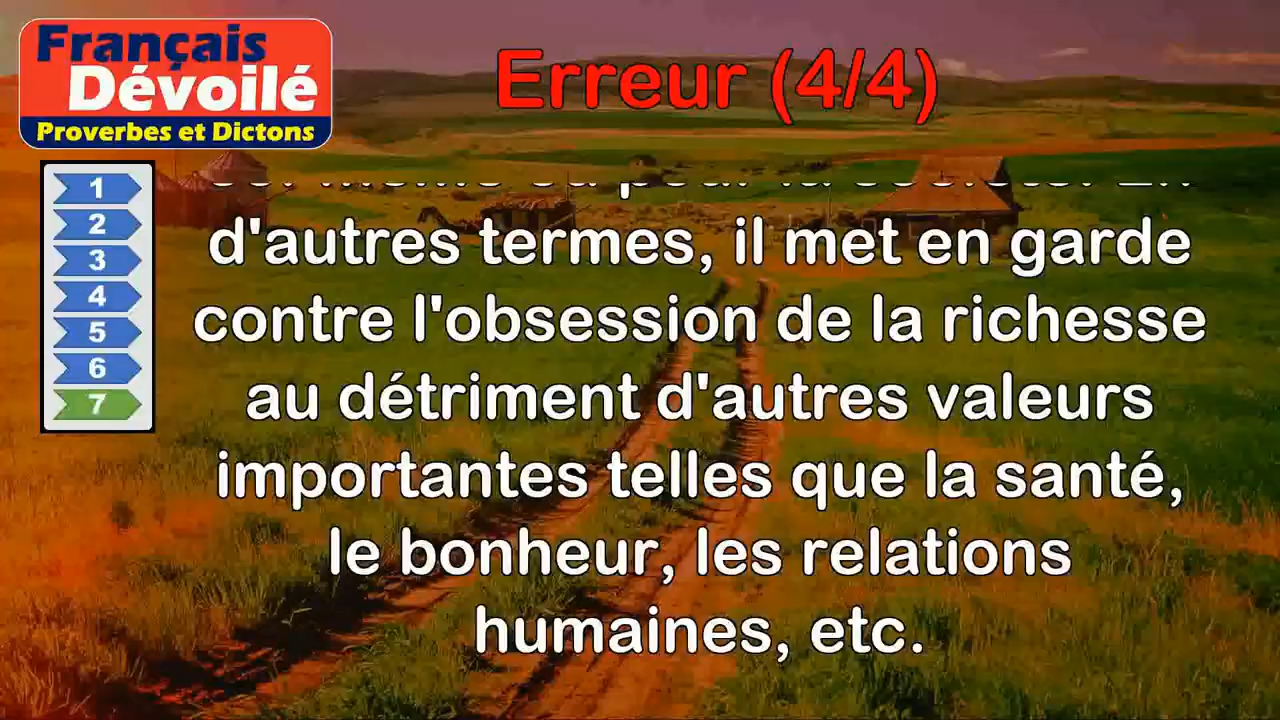 Français
Dévoilé
Proverbes et Dictons
Erreur (4/4)
1
2
3
4
5
6
7
d'autres termes, il met en garde
contre l'obsession de la richesse
au détriment d'autres valeurs
importantes telles que la santé,
le bonheur, les relations
humaines, etc.